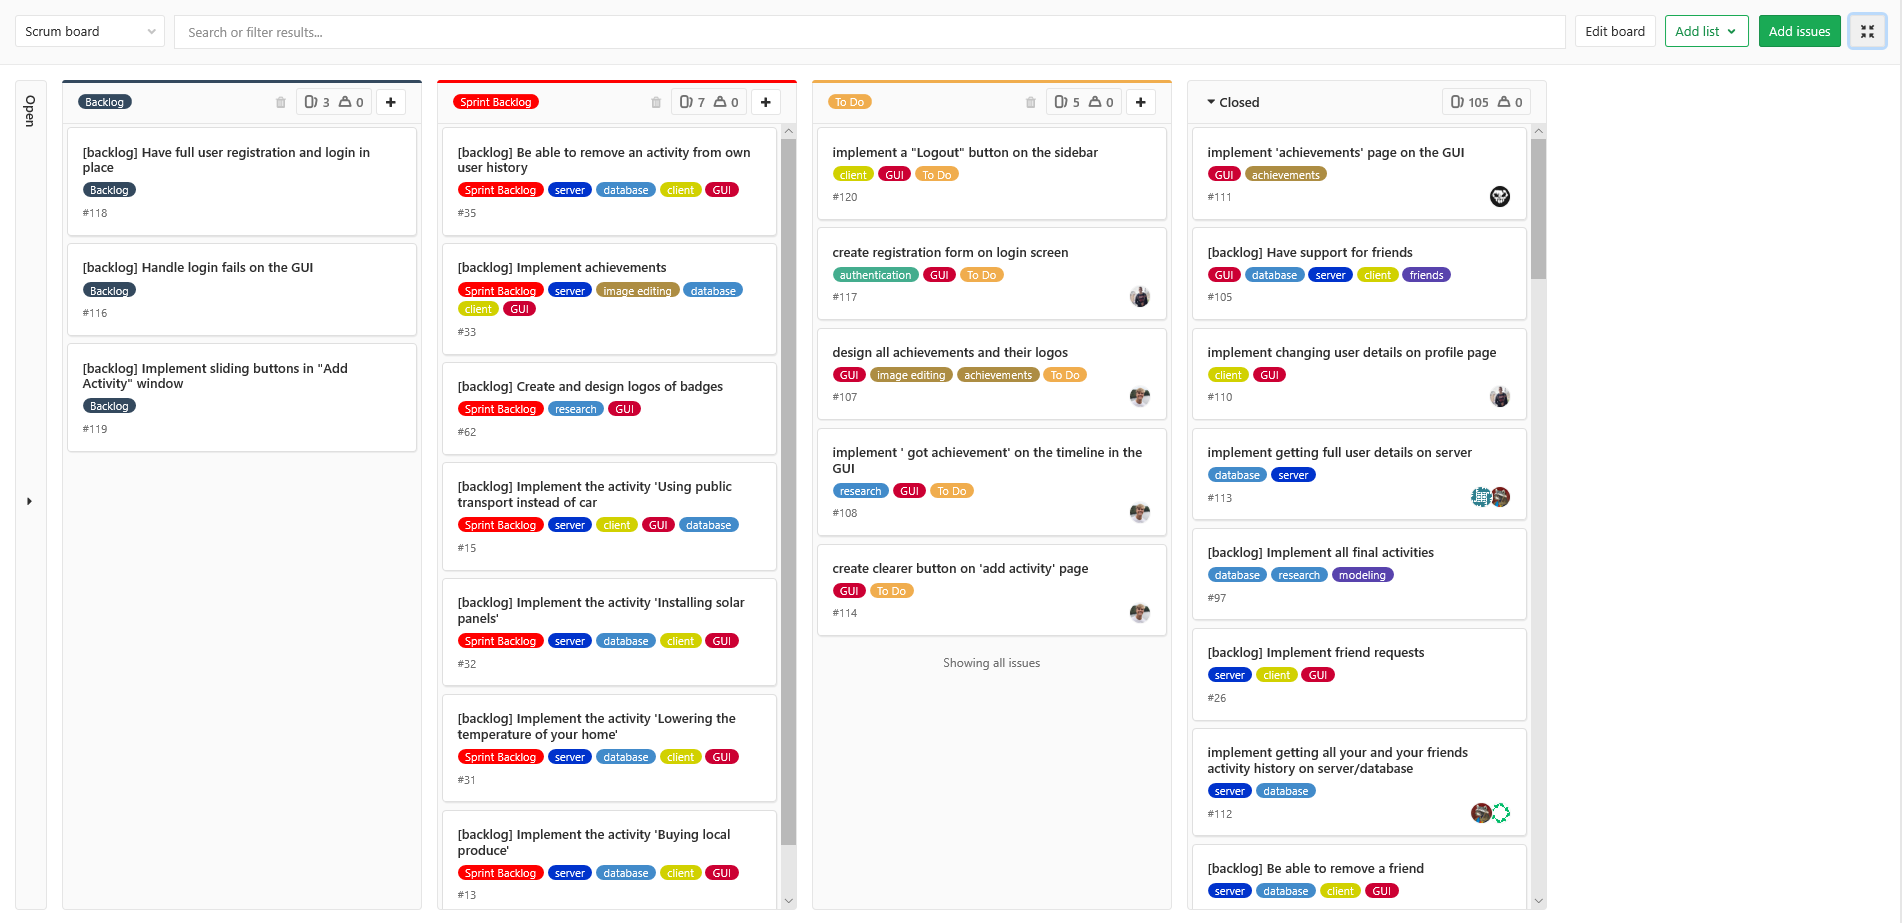 Scrum board
Search or filter results...
Edit board
Add list
Add issues
Open
Backlog
3 0
[backlog] Have full user registration and login in
place
Backlog
#118
[backlog] Handle login fails on the GUI
Backlog
#116
[backlog] Implement sliding buttons in "Add
Activity" window
Backlog
#119
Sprint Backlog
7 0
[backlog] Be able to remove an activity from own
user history
Sprint Backlog server database client GUI
#35
[backlog] Implement achievements
Sprint Backlog server image editing database
client GUI
#33
[backlog] Create and design logos of badges
Sprint Backlog research GUI
#62
[backlog] Implement the activity 'Using public
transport instead of car
Sprint Backlog server client GUI database
#15
[backlog] Implement the activity 'Installing solar
panels'
Sprint Backlog server database client GUI
#32
[backlog] Implement the activity 'Lowering the
temperature of your home'
Sprint Backlog server database client GUI
#31
[backlog] Implement the activity 'Buying local
produce'
Sprint Backlog server database client GUI
#13
To Do
5 0
implement a "Logout" button on the sidebar
client GUI To Do
#120
create registration form on login screen
authentication GUI To Do
#117
design all achievements and their logos
GUI image editing achievements To Do
#107
implement ' got achievement' on the timeline in the
GUI
research GUI To Do
#108
create clearer button on 'add activity' page
GUI To Do
#114
Showing all issues
Closed
105 0
implement 'achievements' page on the GUI
GUI achievements
#111
[backlog] Have support for friends
GUI database server client friends
#105
implement changing user details on profile page
client GUI
#110
implement getting full user details on server
database server
#113
[backlog] Implement all final activities
database research modeling
#97
[backlog] Implement friend requests
server client GUI
#26
implement getting all your and your friends
activity history on server/database
server database
#112
[backlog] Be able to remove a friend
server database client GUI